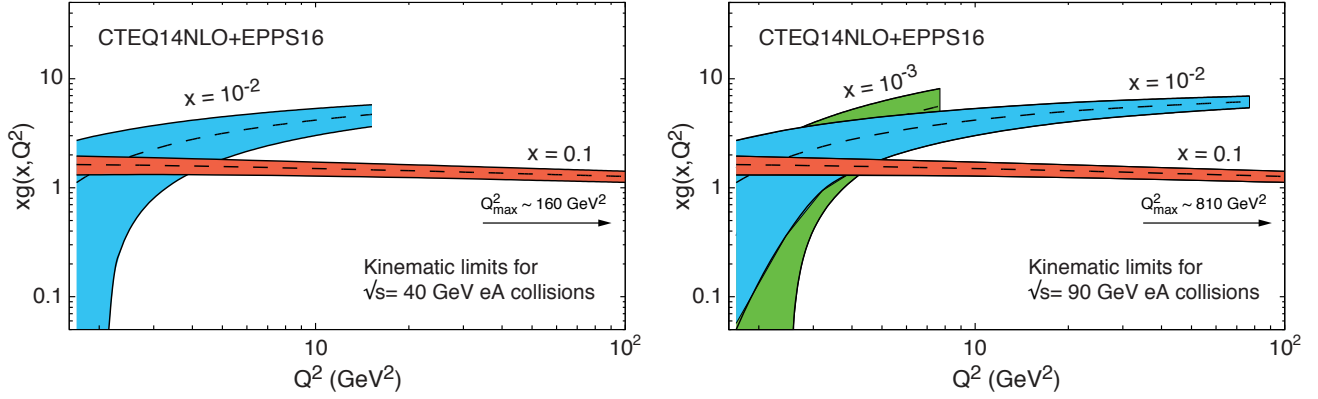 CTEQ14NLO+EPPS16
x = 10⁻²
x = 0.1
Q²max ~ 160 GeV²
Kinematic limits for
√s= 40 GeV eA collisions
10
1
0.1
xg(x,Q²)
10
10²
Q² (GeV²)
CTEQ14NLO+EPPS16
x = 10⁻³
x = 10⁻²
x = 0.1
Q²max ~ 810 GeV²
Kinematic limits for
√s= 90 GeV eA collisions
10
1
0.1
xg(x,Q²)
10
10²
Q² (GeV²)